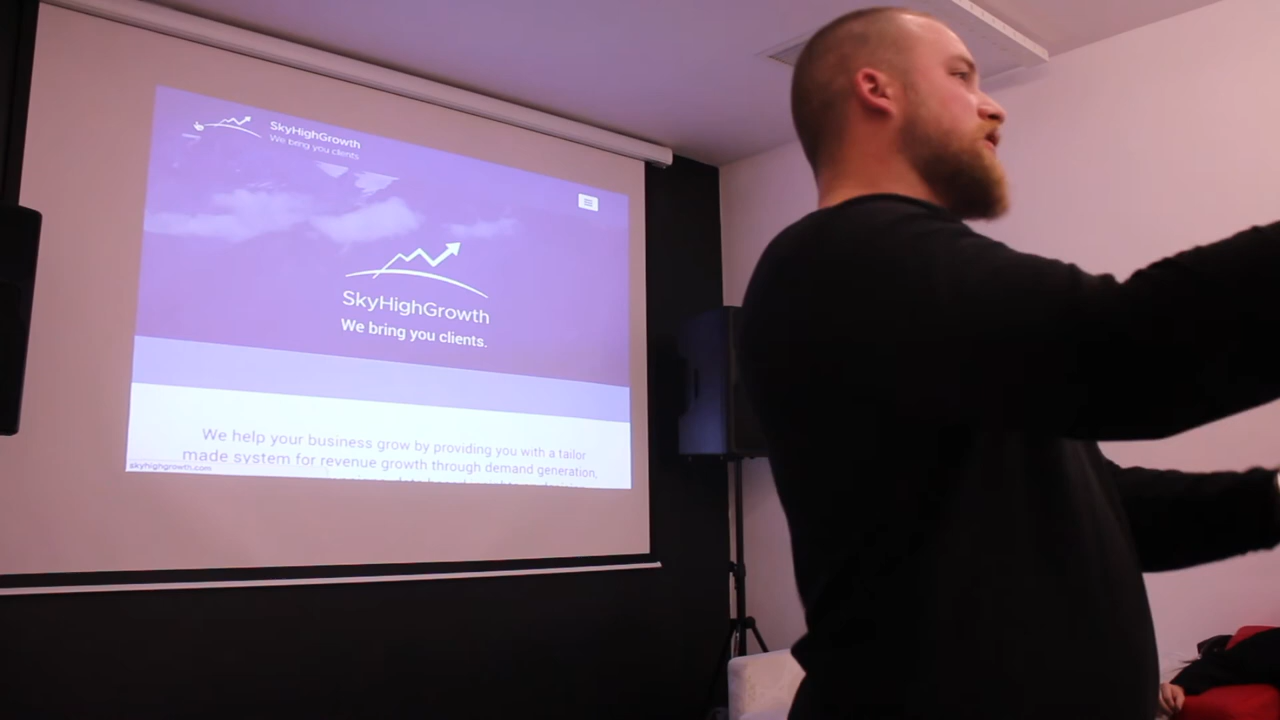 SkyHighGrowth
We bring you clients
SkyHighGrowth
We bring you clients.
We help your business grow by providing you with a tailor
made system for revenue growth through demand generation,
skyhighgrowth.com